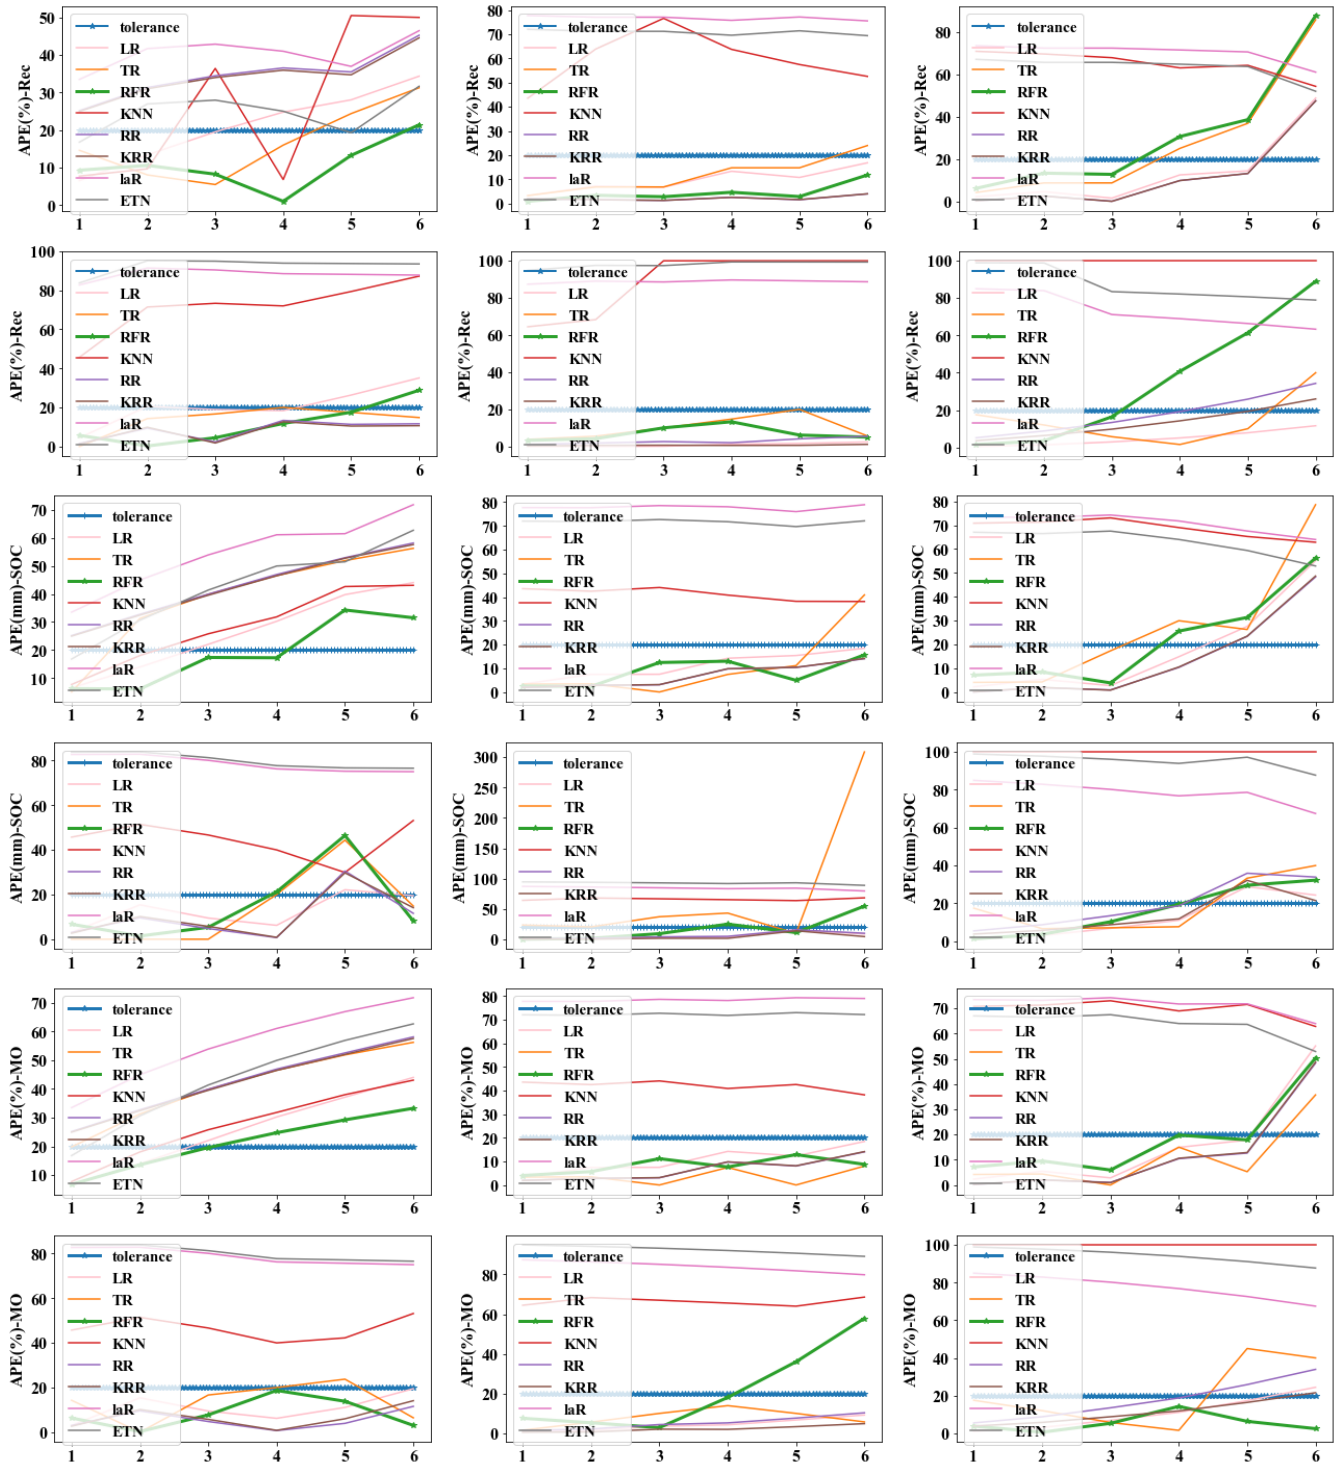 APE(%)-Rec
50
40
30
20
10
0
tolerance
LR
TR
RFR
KNN
RR
KRR
laR
ETN
1 2 3 4 5 6
APE(%)-Rec
80
70
60
50
40
30
20
10
0
tolerance
LR
TR
RFR
KNN
RR
KRR
laR
ETN
1 2 3 4 5 6
APE(%)-Rec
80
60
40
20
0
tolerance
LR
TR
RFR
KNN
RR
KRR
laR
ETN
1 2 3 4 5 6
APE(%)-Rec
100
80
60
40
20
0
tolerance
LR
TR
RFR
KNN
RR
KRR
laR
ETN
1 2 3 4 5 6
APE(%)-Rec
100
80
60
40
20
0
tolerance
LR
TR
RFR
KNN
RR
KRR
laR
ETN
1 2 3 4 5 6
APE(%)-Rec
100
80
60
40
20
0
tolerance
LR
TR
RFR
KNN
RR
KRR
laR
ETN
1 2 3 4 5 6
APE(mm)-SOC
70
60
50
40
30
20
10
tolerance
LR
TR
RFR
KNN
RR
KRR
laR
ETN
1 2 3 4 5 6
APE(mm)-SOC
80
70
60
50
40
30
20
10
0
tolerance
LR
TR
RFR
KNN
RR
KRR
laR
ETN
1 2 3 4 5 6
APE(mm)-SOC
80
70
60
50
40
30
20
10
0
tolerance
LR
TR
RFR
KNN
RR
KRR
laR
ETN
1 2 3 4 5 6
APE(mm)-SOC
80
60
40
20
0
tolerance
LR
TR
RFR
KNN
RR
KRR
laR
ETN
1 2 3 4 5 6
APE(mm)-SOC
300
250
200
150
100
50
0
tolerance
LR
TR
RFR
KNN
RR
KRR
laR
ETN
1 2 3 4 5 6
APE(mm)-SOC
100
80
60
40
20
0
tolerance
LR
TR
RFR
KNN
RR
KRR
laR
ETN
1 2 3 4 5 6
APE(%)-MO
70
60
50
40
30
20
10
tolerance
LR
TR
RFR
KNN
RR
KRR
laR
ETN
1 2 3 4 5 6
APE(%)-MO
80
70
60
50
40
30
20
10
0
tolerance
LR
TR
RFR
KNN
RR
KRR
laR
ETN
1 2 3 4 5 6
APE(%)-MO
70
60
50
40
30
20
10
0
tolerance
LR
TR
RFR
KNN
RR
KRR
laR
ETN
1 2 3 4 5 6
APE(%)-MO
80
60
40
20
0
tolerance
LR
TR
RFR
KNN
RR
KRR
laR
ETN
1 2 3 4 5 6
APE(%)-MO
80
60
40
20
0
tolerance
LR
TR
RFR
KNN
RR
KRR
laR
ETN
1 2 3 4 5 6
APE(%)-MO
100
80
60
40
20
0
tolerance
LR
TR
RFR
KNN
RR
KRR
laR
ETN
1 2 3 4 5 6